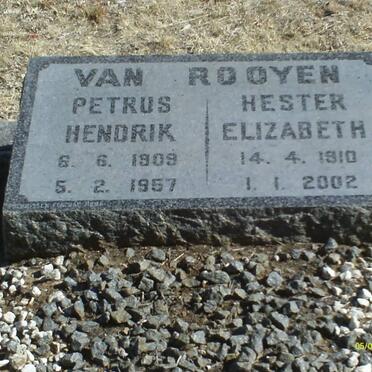 VAN ROOYEN
PETRUS
HENDRIK
6. 6. 1909
5. 2. 1957
HESTER
ELIZABETH
14. 4. 1910
1. 1. 2002